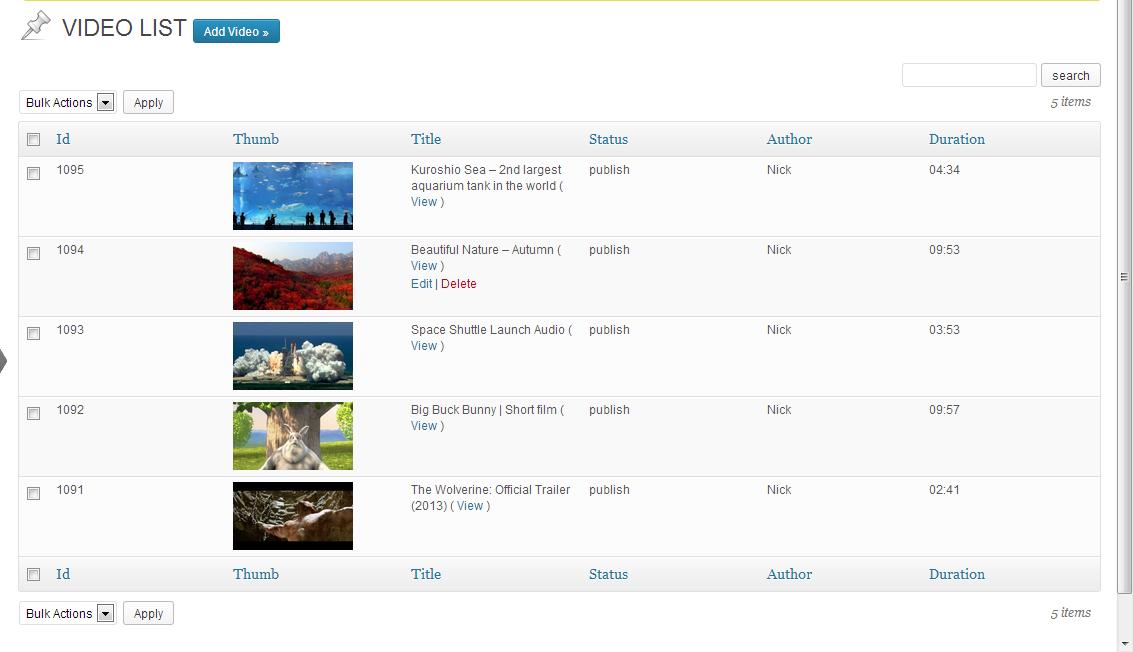 VIDEO LIST Add Video »
search
Bulk Actions Apply 5 items
Id Thumb Title Status Author Duration
1095 Kuroshio Sea – 2nd largest publish Nick 04:34
aquarium tank in the world (
View )
1094 Beautiful Nature – Autumn ( publish Nick 09:53
View )
Edit | Delete
1093 Space Shuttle Launch Audio ( publish Nick 03:53
View )
1092 Big Buck Bunny | Short film ( publish Nick 09:57
View )
1091 The Wolverine: Official Trailer publish Nick 02:41
(2013) ( View )
Id Thumb Title Status Author Duration
Bulk Actions Apply 5 items